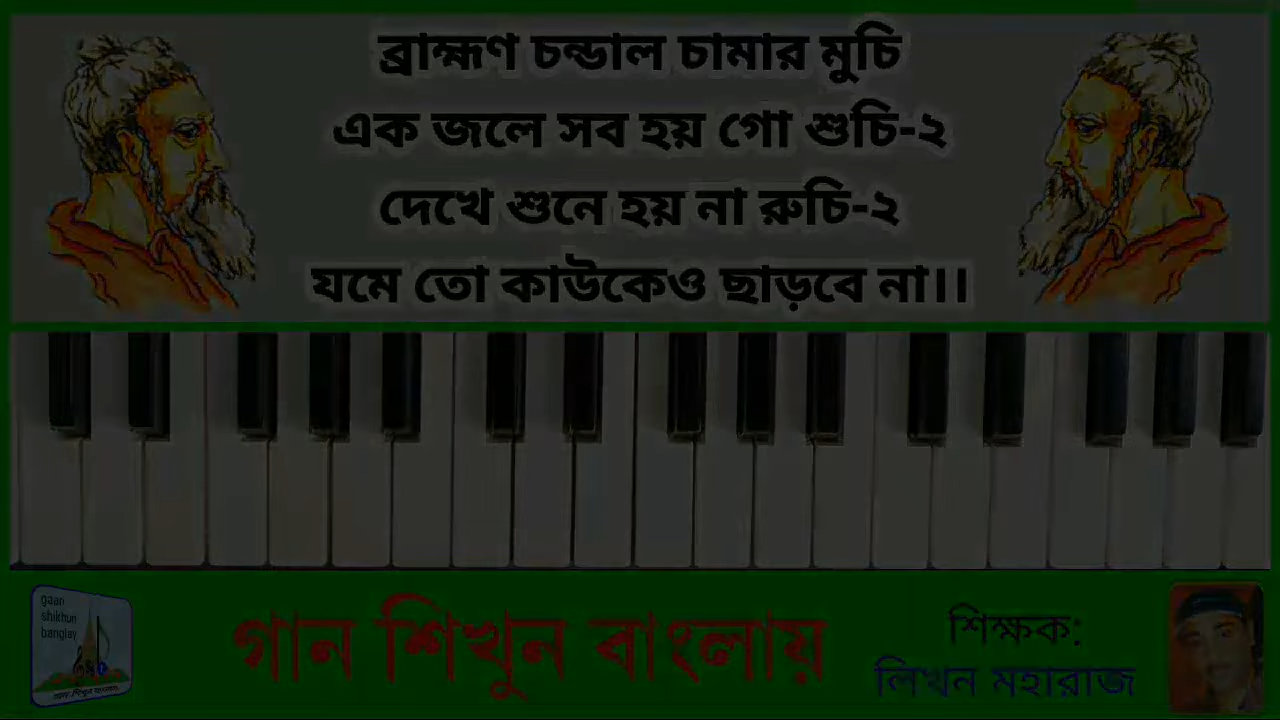 ব্রাহ্মণ চন্ডাল চামার মুচি
এক জলে সব হয় গো শুচি-২
দেখে শুনে হয় না রুচি-২
যমে তো কাউকেও ছাড়বে না।।
gaan
shikhun
banglay
গান শিখুন বাংলায়
শিক্ষক:
লিখন মহারাজ